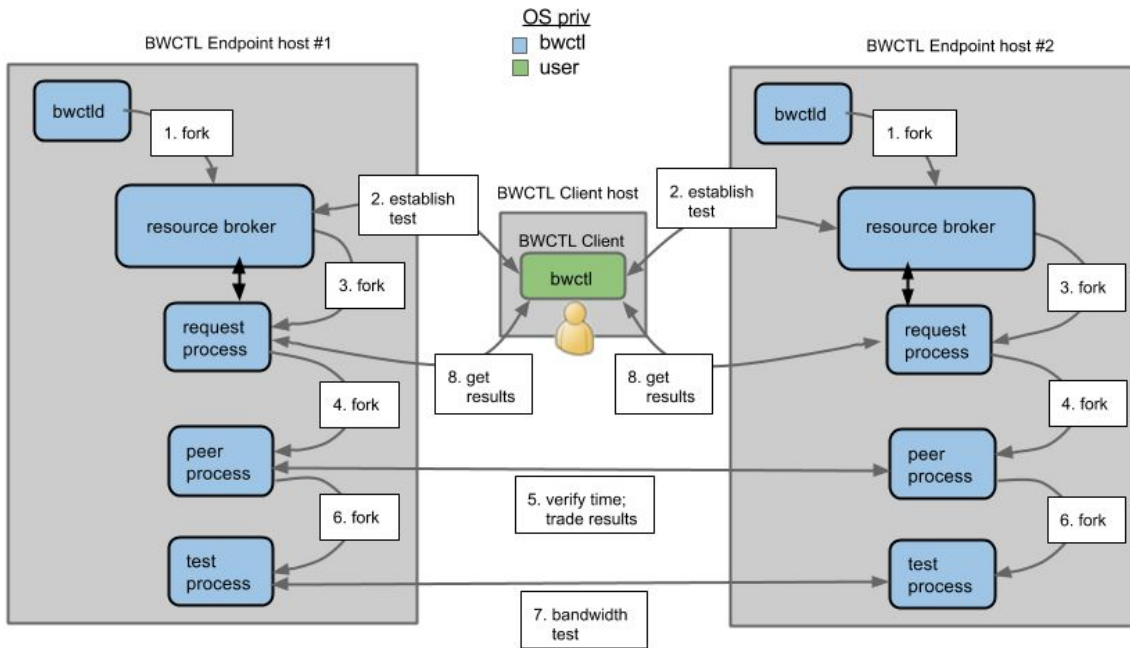 OS priv
bwctl
user
BWCTL Endpoint host #1
bwctld
1. fork
resource broker
2. establish
test
3. fork
request
process
8. get
results
4. fork
peer
process
6. fork
test
process
BWCTL Client host
BWCTL Client
bwctl
5. verify time;
trade results
7. bandwidth
test
BWCTL Endpoint host #2
bwctld
1. fork
2. establish
test
resource broker
3. fork
request
process
8. get
results
4. fork
peer
process
6. fork
test
process